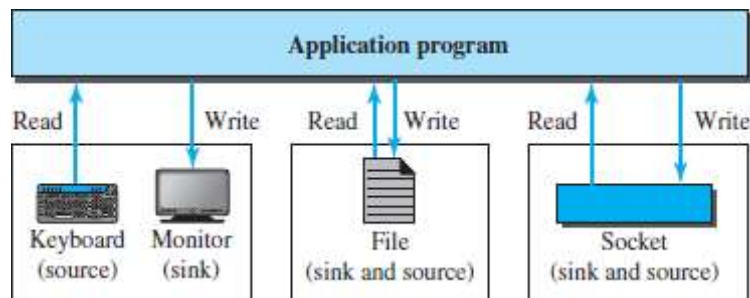 Application program
Read Write Read Write Read Write
Keyboard Monitor File Socket
(source) (sink) (sink and source) (sink and source)